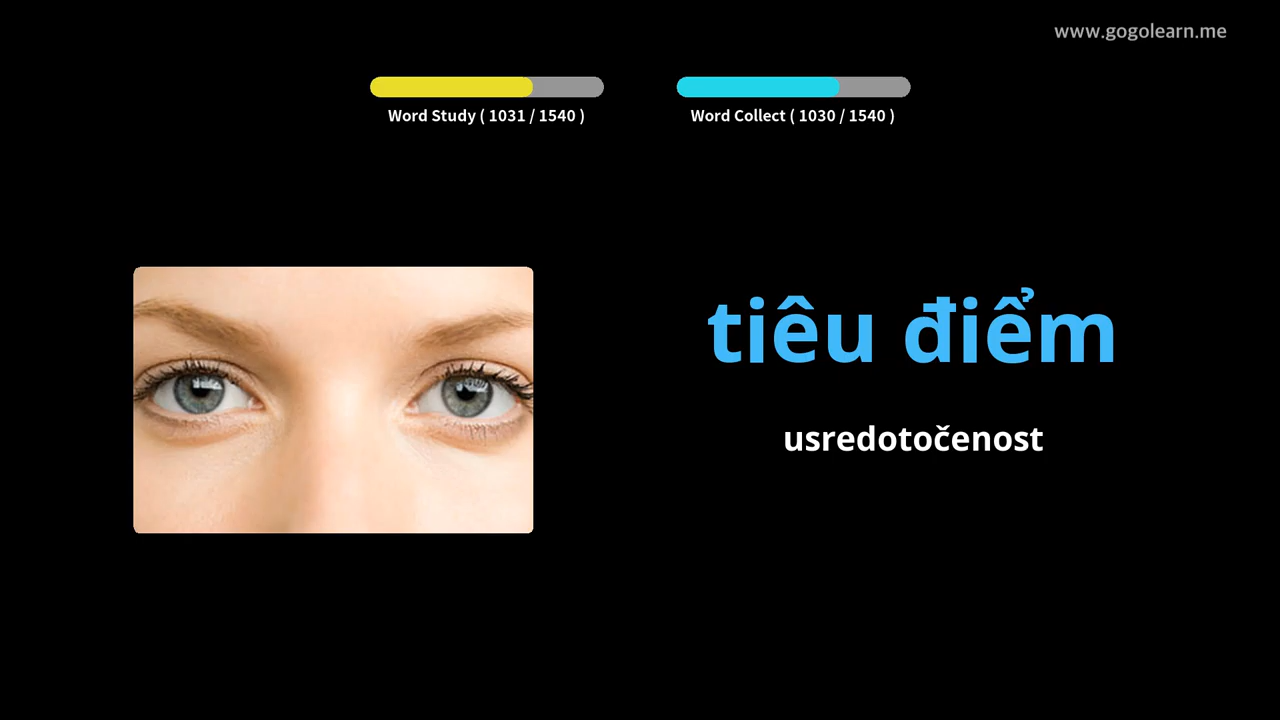 www.gogolearn.me
Word Study ( 1031 / 1540 )
Word Collect ( 1030 / 1540 )
tiêu điểm
usredotočenost